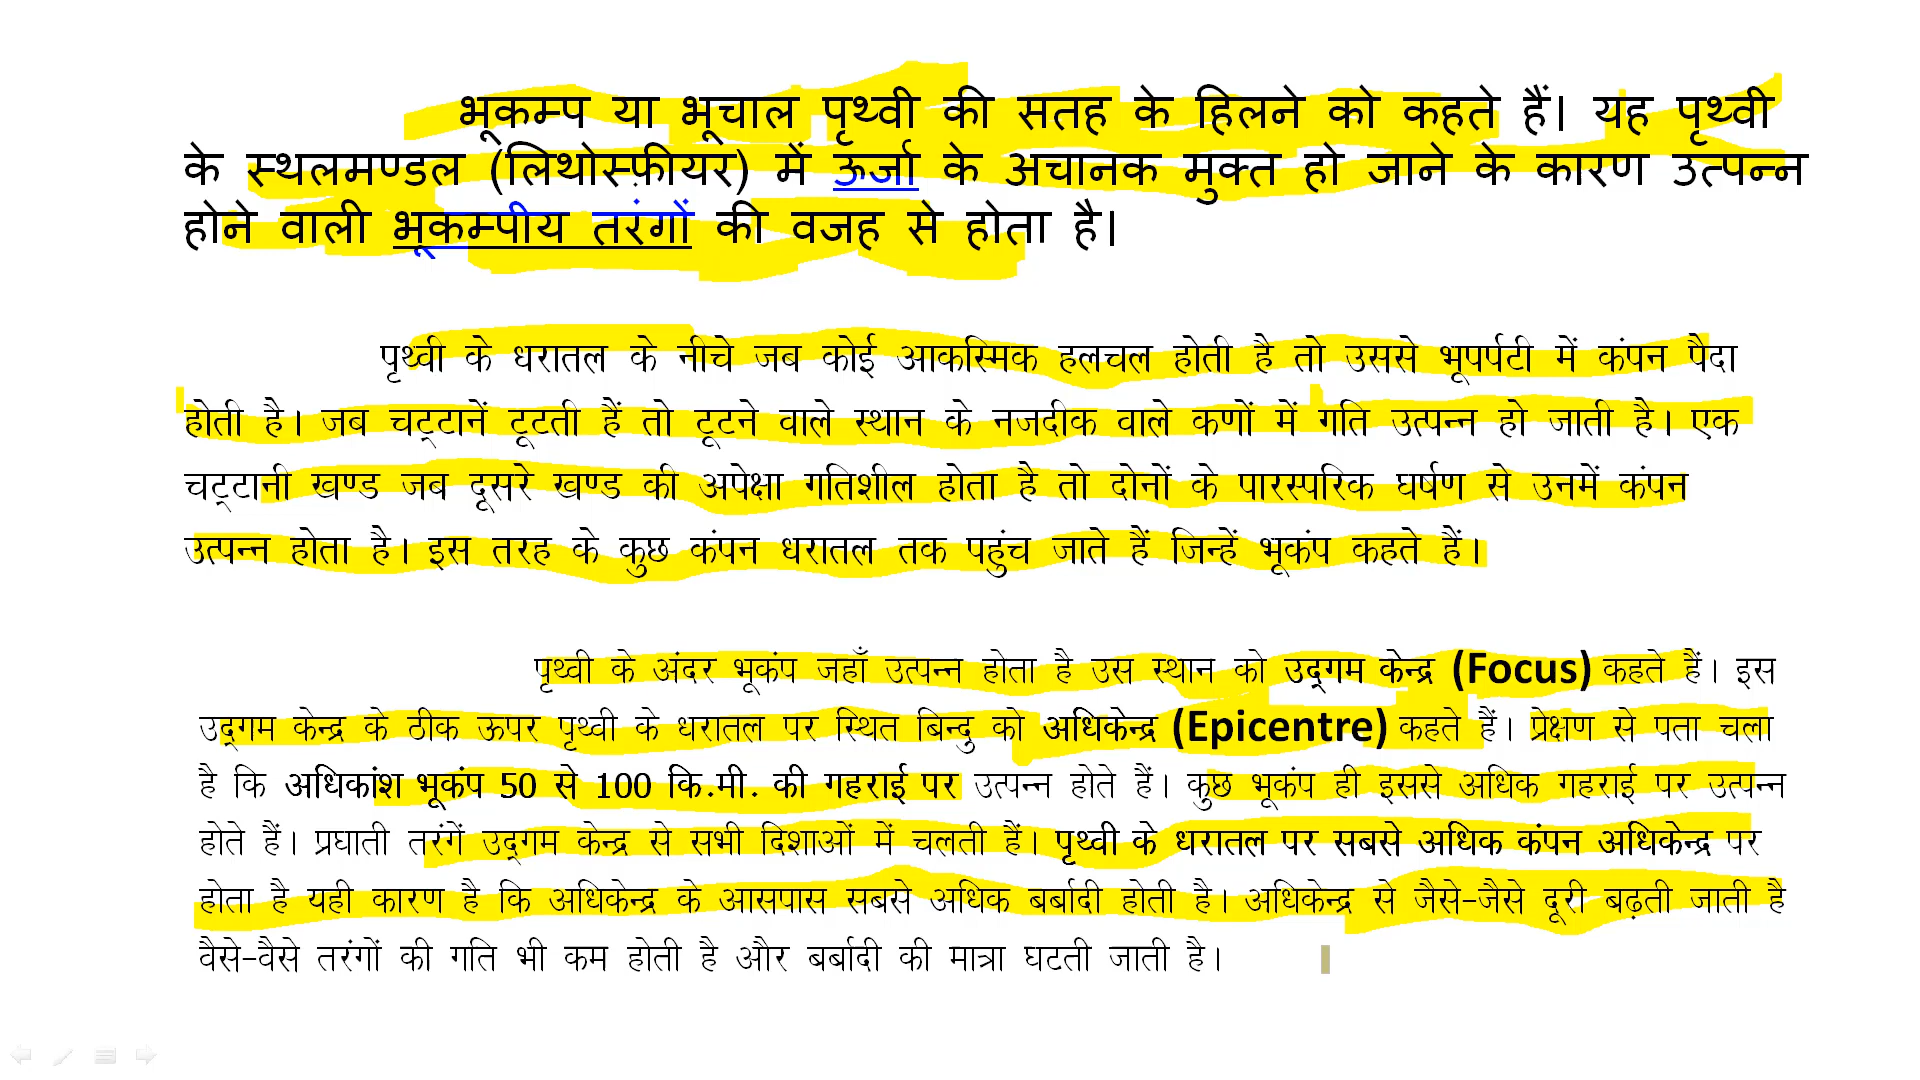 भूकम्प या भूचाल पृथ्वी की सतह के हिलने को कहते हैं। यह पृथ्वी
के स्थलमण्डल (लिथोस्फ़ीयर) में ऊर्जा के अचानक मुक्त हो जाने के कारण उत्पन्न
होने वाली भूकम्पीय तरंगों की वजह से होता है।
पृथ्वी के धरातल के नीचे जब कोई आकस्मिक हलचल होती है तो उससे भूपर्पटी में कंपन पैदा
होती है। जब चट्टानें टूटती हैं तो टूटने वाले स्थान के नजदीक वाले कणों में गति उत्पन्न हो जाती है। एक
चट्टानी खण्ड जब दूसरे खण्ड की अपेक्षा गतिशील होता है तो दोनों के पारस्परिक घर्षण से उनमें कंपन
उत्पन्न होता है। इस तरह के कुछ कंपन धरातल तक पहुंच जाते हैं जिन्हें भूकंप कहते हैं।
पृथ्वी के अंदर भूकंप जहाँ उत्पन्न होता है उस स्थान को उद्गम केन्द्र (Focus) कहते हैं। इस
उद्गम केन्द्र के ठीक ऊपर पृथ्वी के धरातल पर स्थित बिन्दु को अधिकेन्द्र (Epicentre) कहते हैं। प्रेक्षण से पता चला
है कि अधिकांश भूकंप 50 से 100 कि.मी. की गहराई पर उत्पन्न होते हैं। कुछ भूकंप ही इससे अधिक गहराई पर उत्पन्न
होते हैं। प्रघाती तरंगें उद्गम केन्द्र से सभी दिशाओं में चलती हैं। पृथ्वी के धरातल पर सबसे अधिक कंपन अधिकेन्द्र पर
होता है यही कारण है कि अधिकेन्द्र के आसपास सबसे अधिक बर्बादी होती है। अधिकेन्द्र से जैसे-जैसे दूरी बढ़ती जाती है
वैसे-वैसे तरंगों की गति भी कम होती है और बर्बादी की मात्रा घटती जाती है।